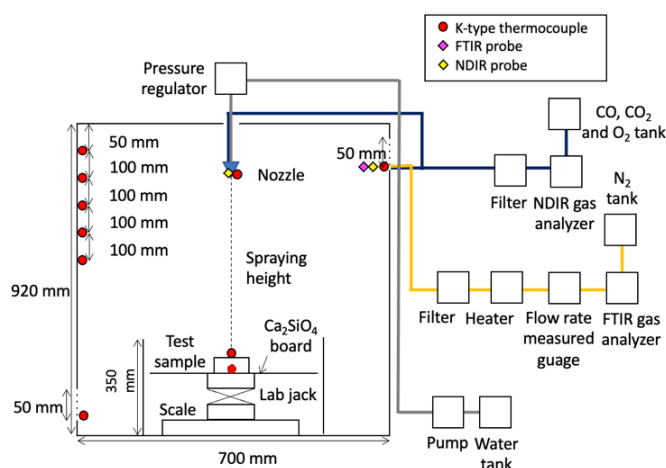 K-type thermocouple
FTIR probe
NDIR probe
Pressure
regulator
50 mm
100 mm
100 mm
100 mm
100 mm
920 mm
50 mm
Nozzle
50 mm
Spraying
height
Ca2SiO4
board
Test
sample
350
mm
Lab jack
Scale
700 mm
CO, CO2
and O2 tank
Filter
NDIR gas
analyzer
N2
tank
Filter
Heater
Flow rate
measured
guage
FTIR gas
analyzer
Pump
Water
tank